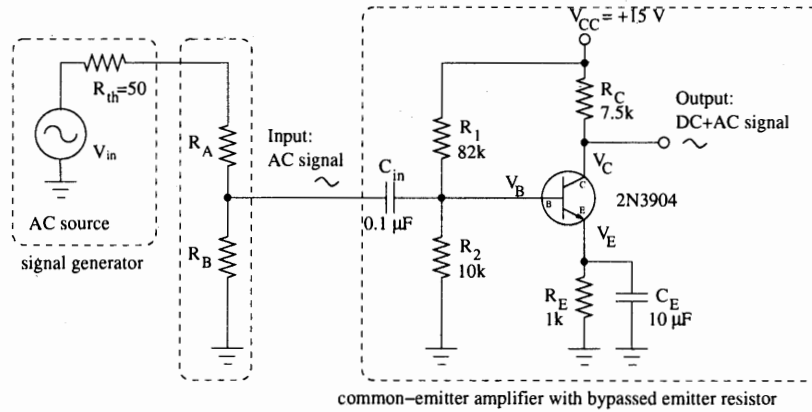 V_CC = +15 V
R_th=50
V_in
AC source
signal generator
R_A
R_B
Input:
AC signal
C_in
0.1 µF
R_1
82k
R_2
10k
V_B
R_C
7.5k
Output:
DC+AC signal
V_C
B
C
E
2N3904
V_E
R_E
1k
C_E
10 µF
common-emitter amplifier with bypassed emitter resistor